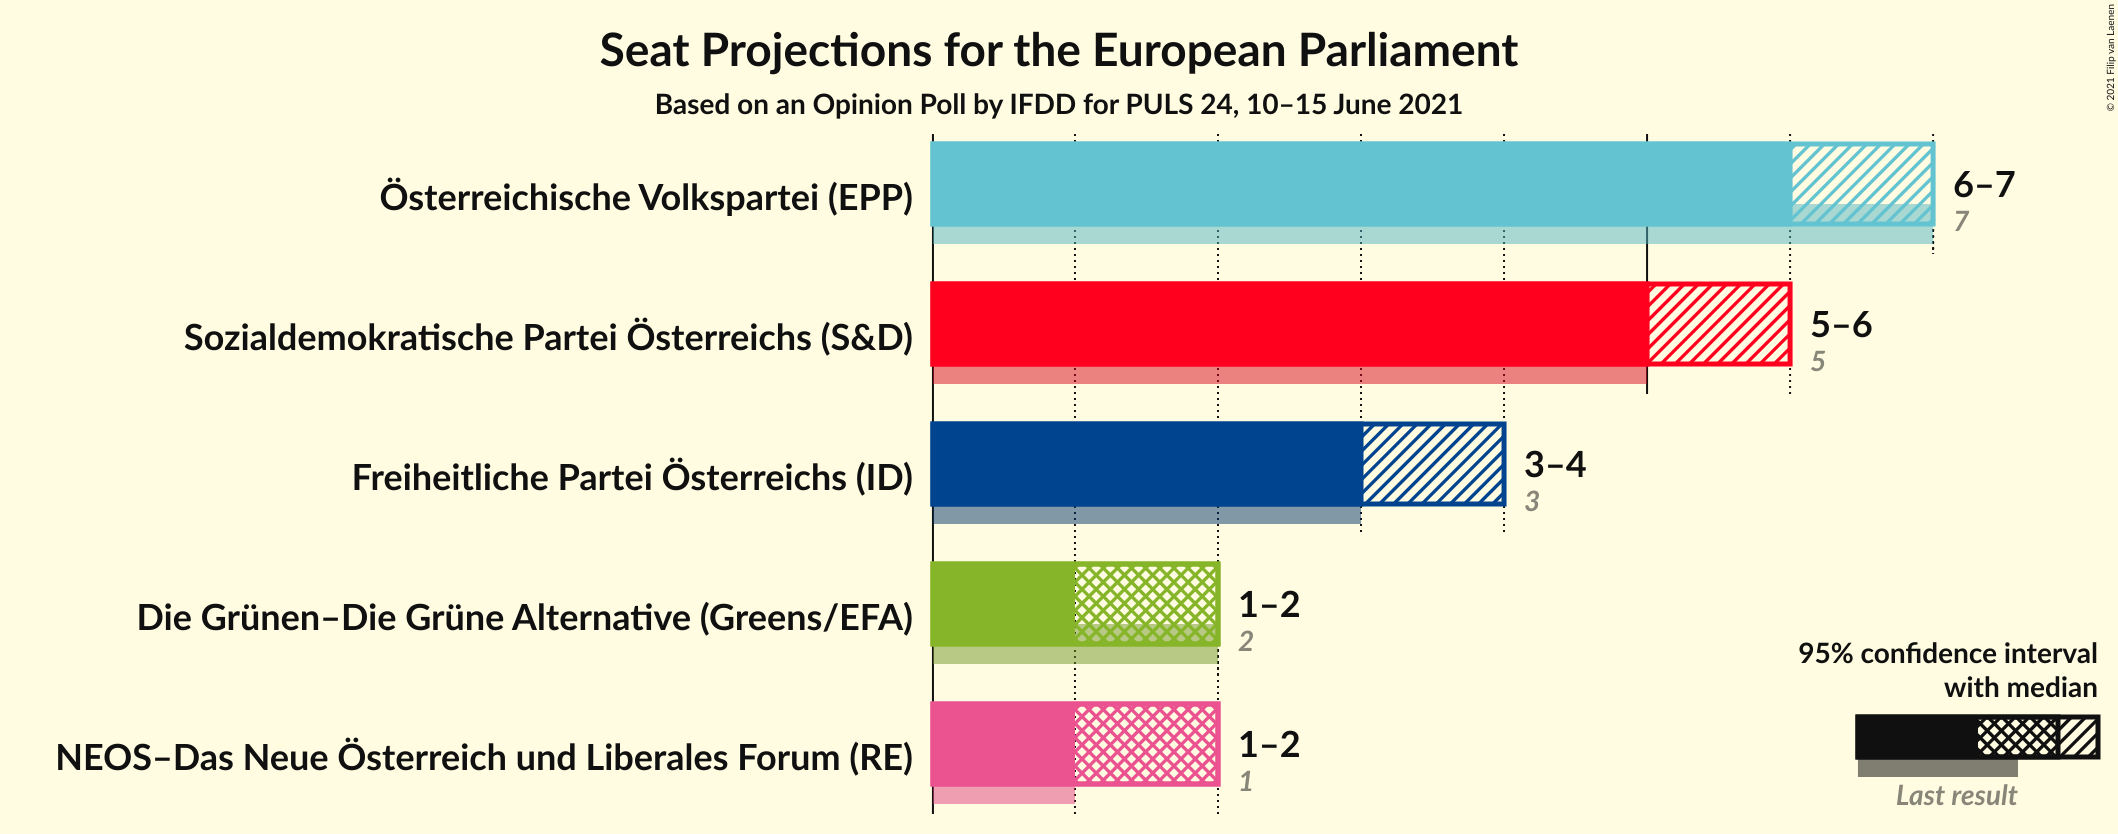 Seat Projections for the European Parliament
Based on an Opinion Poll by IFDD for PULS 24, 10–15 June 2021
© 2021 Filip van Laenen
Österreichische Volkspartei (EPP)
6–7
7
Sozialdemokratische Partei Österreichs (S&D)
5–6
5
Freiheitliche Partei Österreichs (ID)
3–4
3
Die Grünen–Die Grüne Alternative (Greens/EFA)
1–2
2
NEOS–Das Neue Österreich und Liberales Forum (RE)
1–2
1
95% confidence interval
with median
Last result